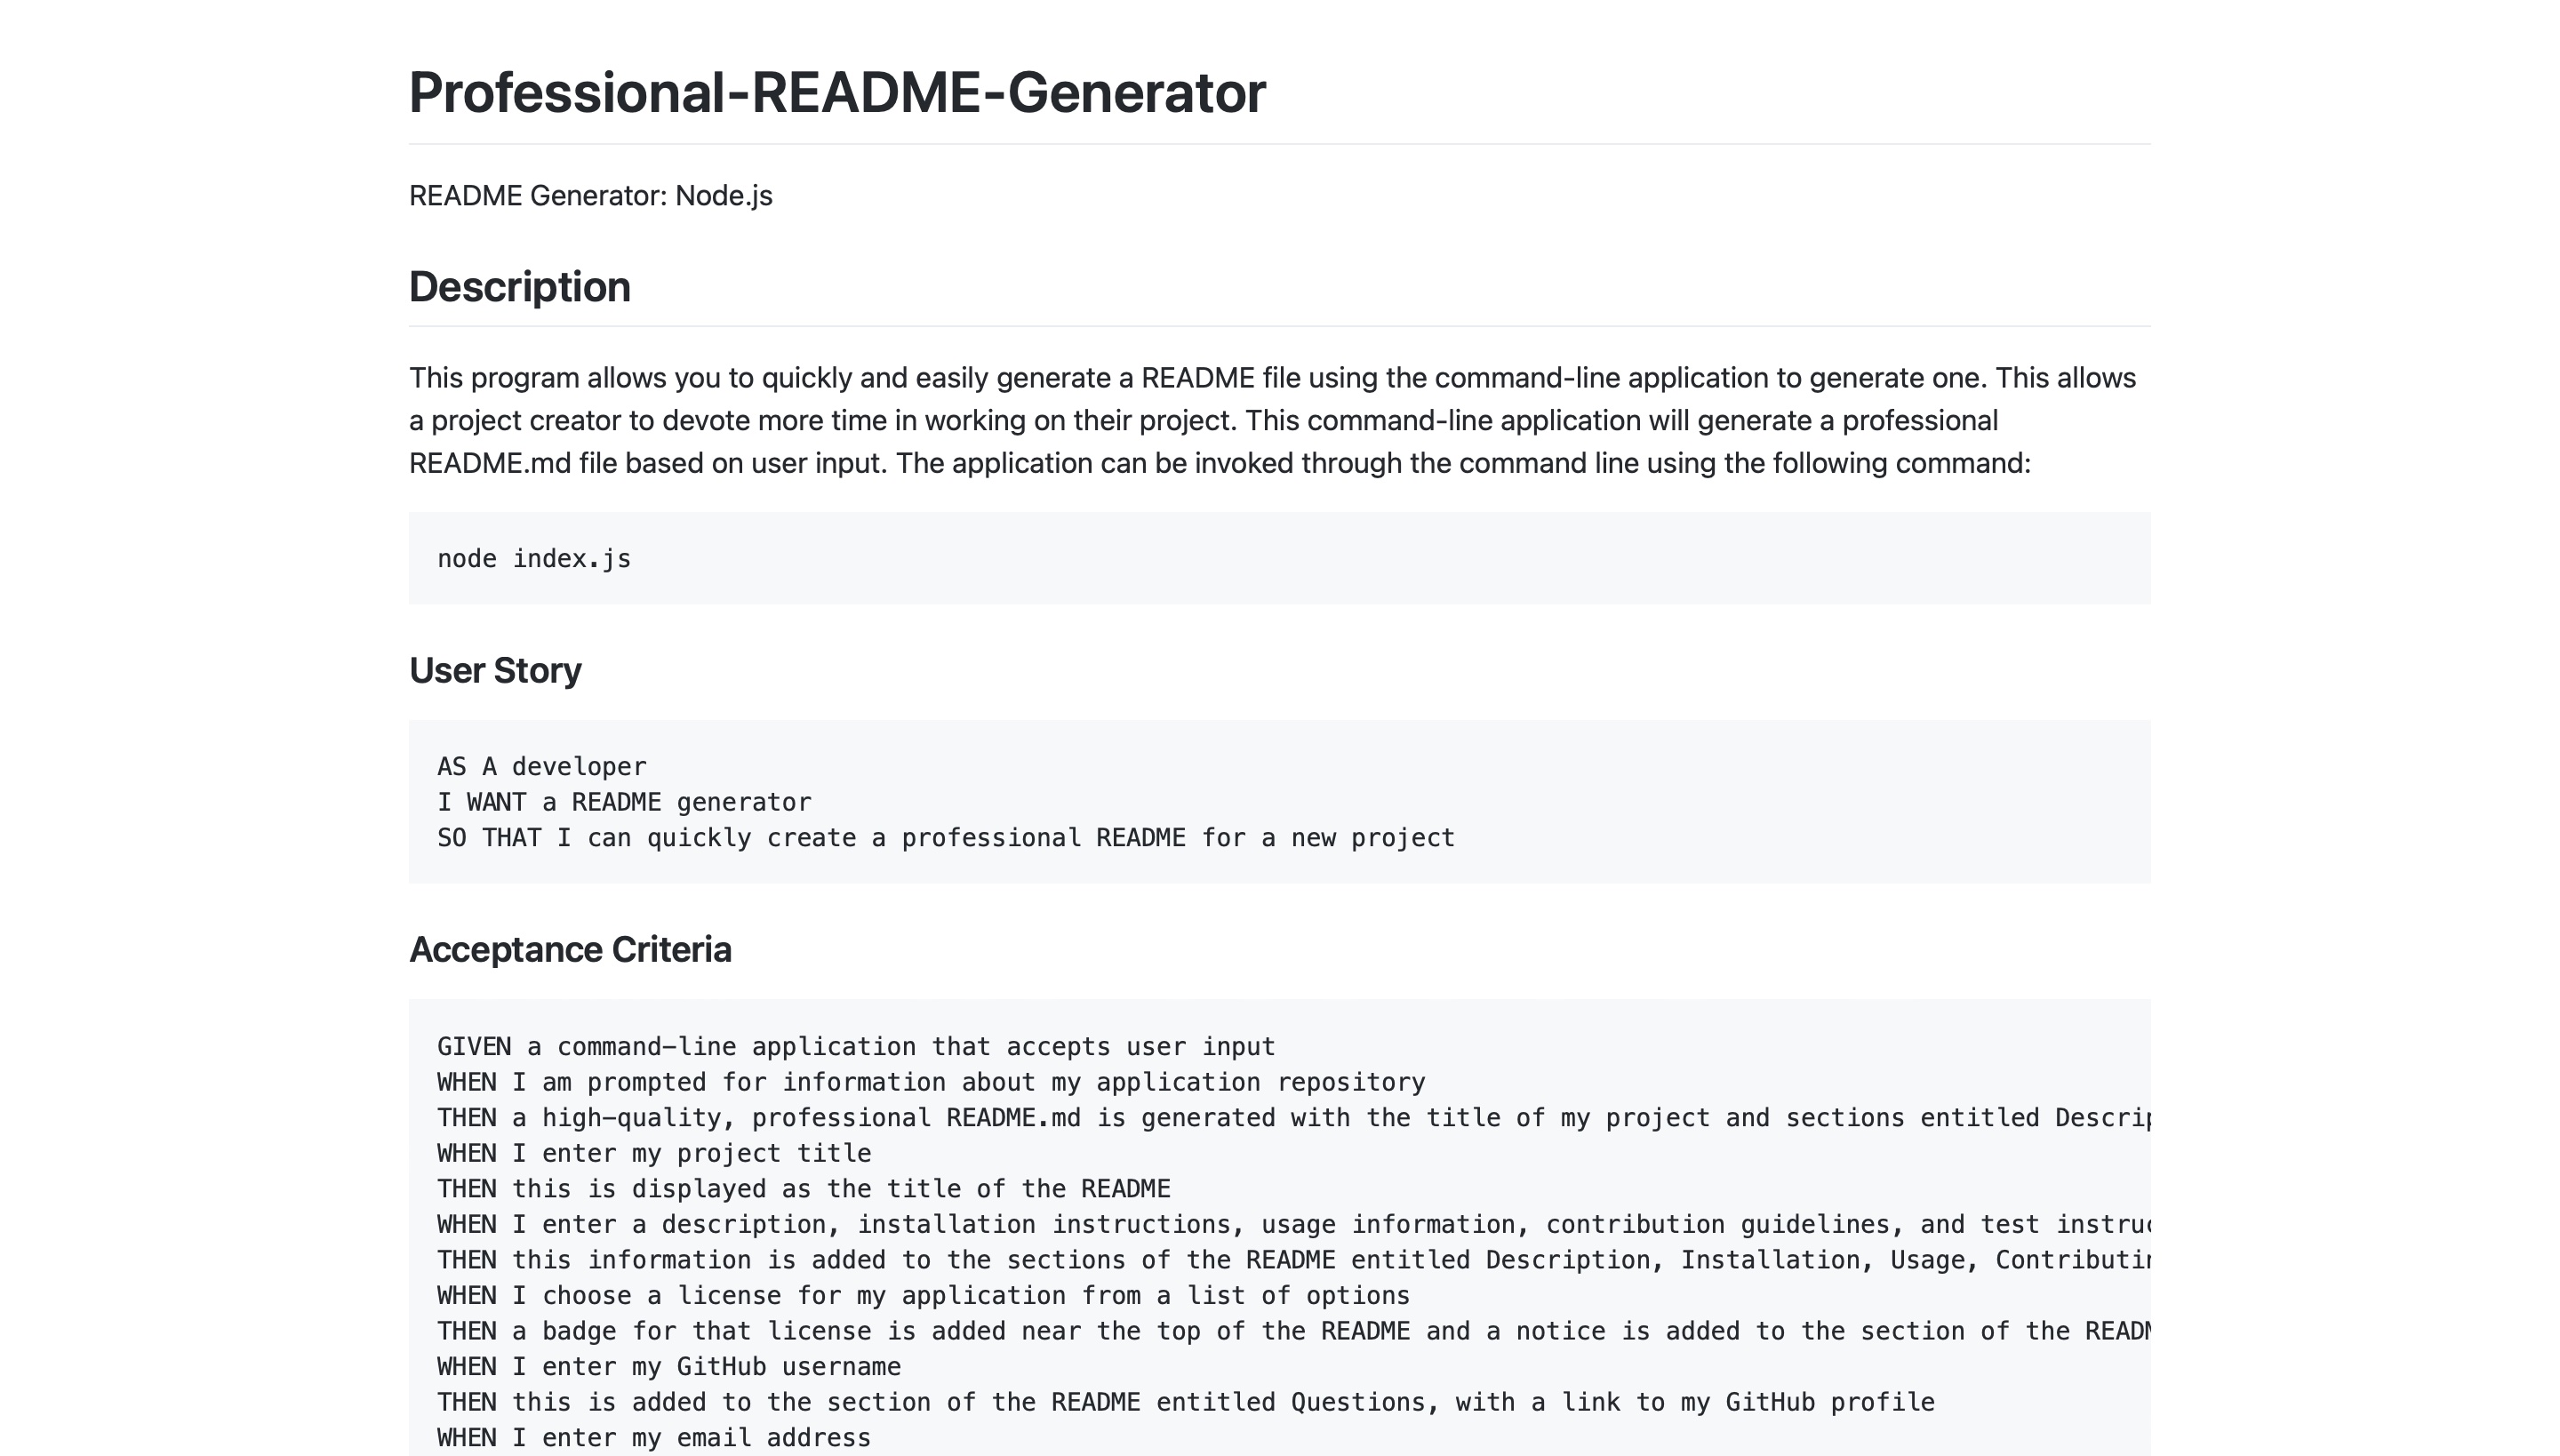 Professional-README-Generator
README Generator: Node.js
Description
This program allows you to quickly and easily generate a README file using the command-line application to generate one. This allows
a project creator to devote more time in working on their project. This command-line application will generate a professional
README.md file based on user input. The application can be invoked through the command line using the following command:
node index.js
User Story
AS A developer
I WANT a README generator
SO THAT I can quickly create a professional README for a new project
Acceptance Criteria
GIVEN a command-line application that accepts user input
WHEN I am prompted for information about my application repository
THEN a high-quality, professional README.md is generated with the title of my project and sections entitled
WHEN I enter my project title
THEN this is displayed as the title of the README
WHEN I enter a description, installation instructions, usage information, contribution guidelines, and test
THEN this information is added to the sections of the README entitled Description, Installation, Usage,
WHEN I choose a license for my application from a list of options
THEN a badge for that license is added near the top of the README and a notice is added to the section of the
WHEN I enter my GitHub username
THEN this is added to the section of the README entitled Questions, with a link to my GitHub profile
WHEN I enter my email address